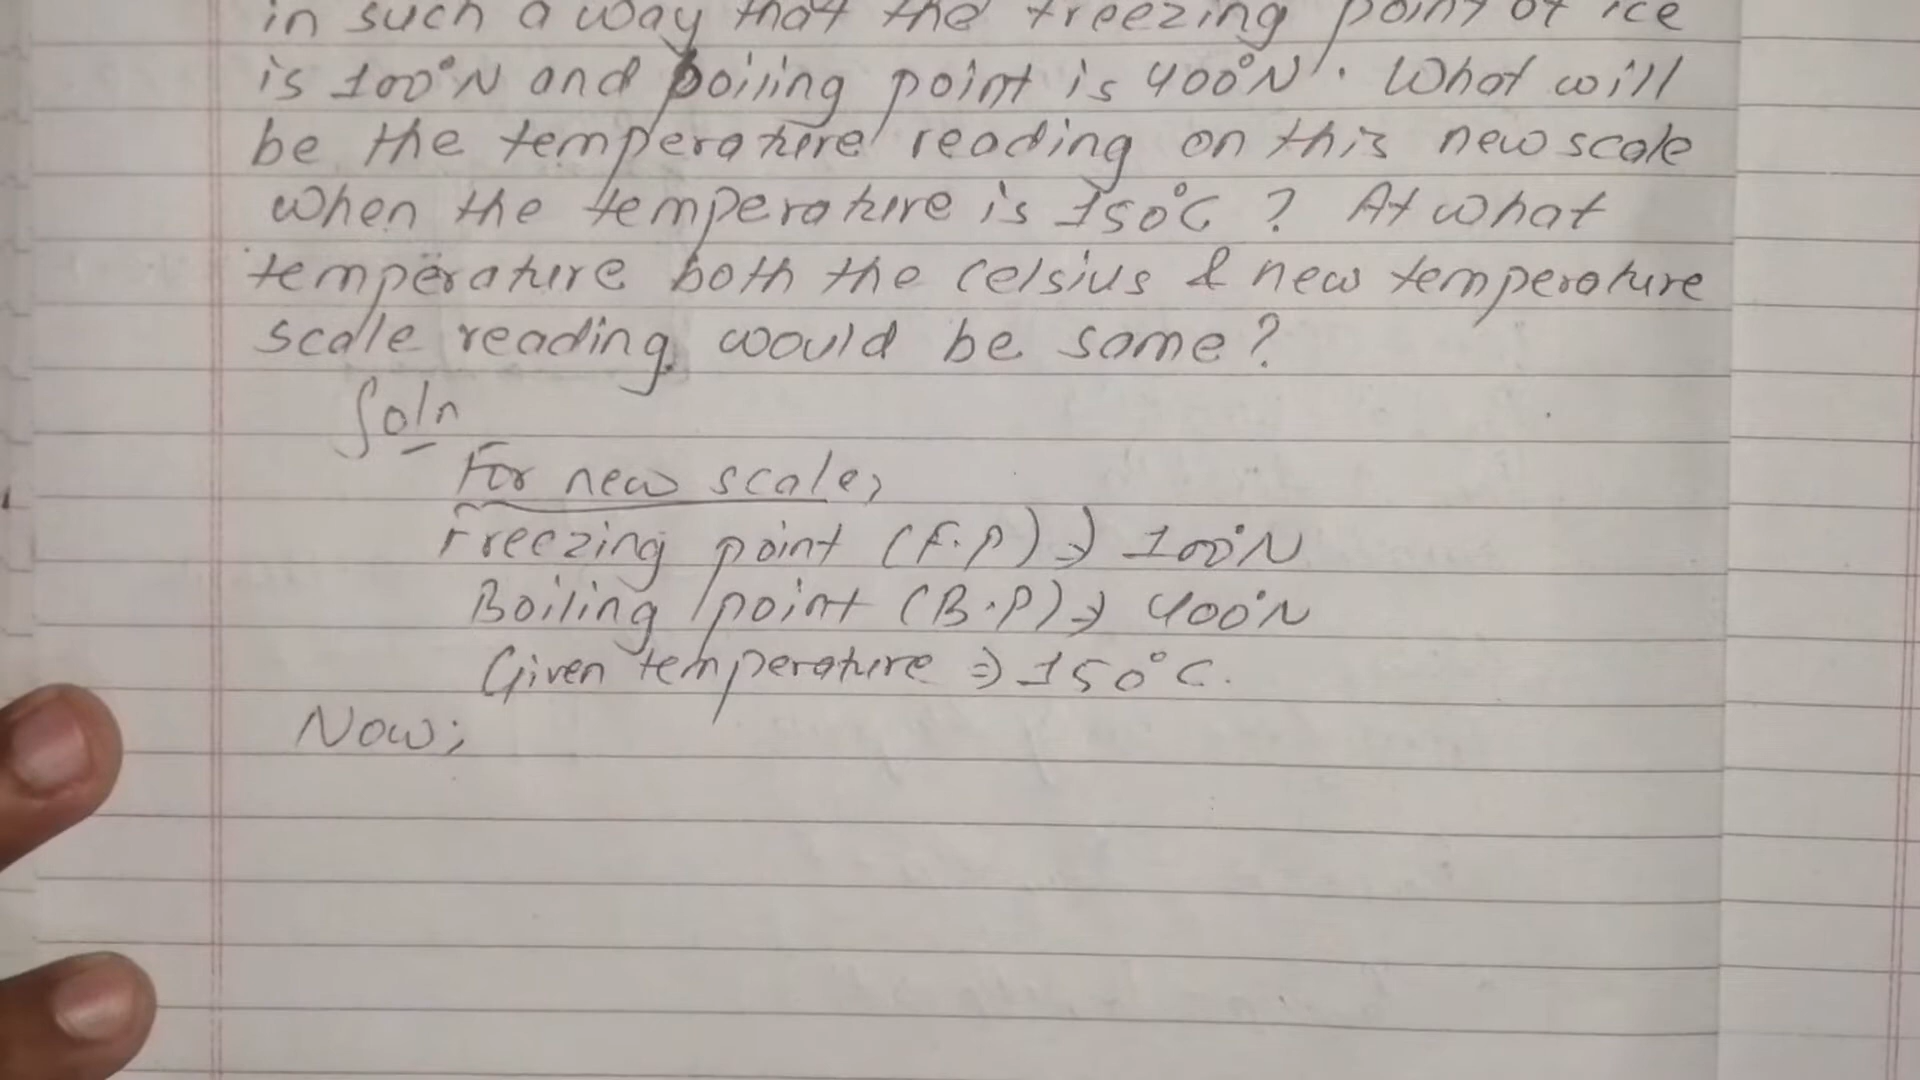 in such a way that the freezing point of ice
is 100°N and boiling point is 400°N. What will
be the temperature reading on this new scale
when the temperature is 150°C ? At what
temperature both the celsius & new temperature
scale reading would be same?
Soln
For new scale,
Freezing point (F.P) ⇒ 100°N
Boiling point (B.P) ⇒ 400°N
Given temperature ⇒ 150°C.
Now;